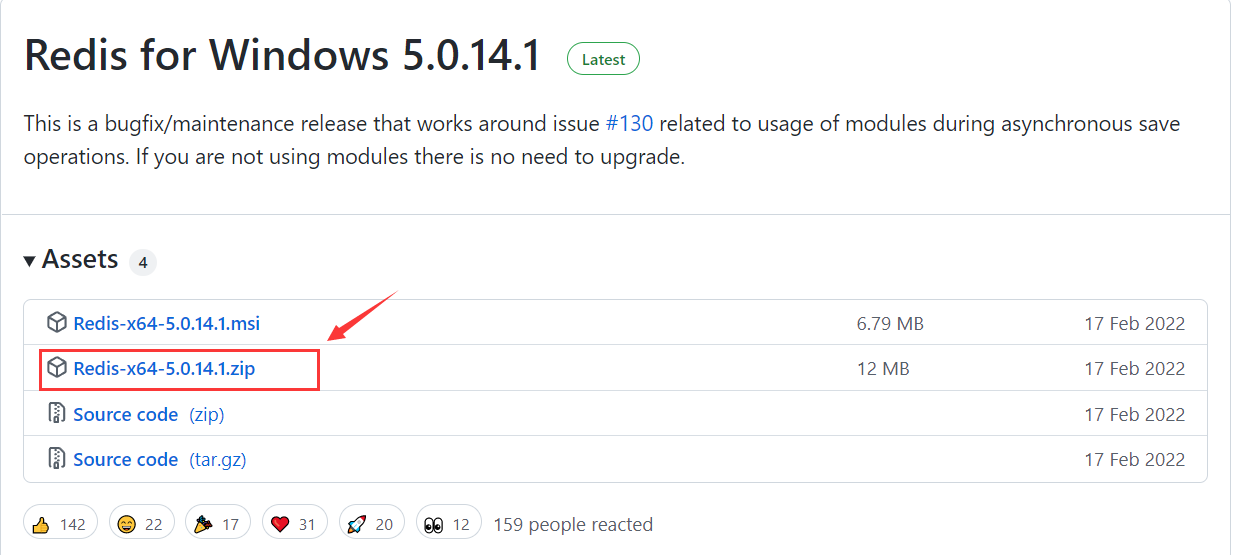 Redis for Windows 5.0.14.1 Latest
This is a bugfix/maintenance release that works around issue #130 related to usage of modules during asynchronous save
operations. If you are not using modules there is no need to upgrade.
Assets 4
Redis-x64-5.0.14.1.msi 6.79 MB 17 Feb 2022
Redis-x64-5.0.14.1.zip 12 MB 17 Feb 2022
Source code (zip) 17 Feb 2022
Source code (tar.gz) 17 Feb 2022
142 22 17 31 20 12 159 people reacted